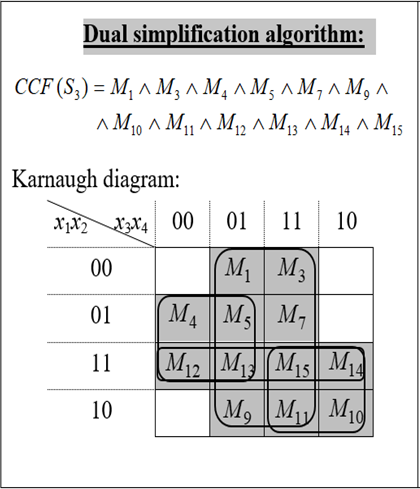 Dual simplification algorithm:
CCF(S₃) = M₁ ∧ M₃ ∧ M₄ ∧ M₅ ∧ M₇ ∧ M₉ ∧
∧ M₁₀ ∧ M₁₁ ∧ M₁₂ ∧ M₁₃ ∧ M₁₄ ∧ M₁₅
Karnaugh diagram:
x₁x₂ x₃x₄ 00 01 11 10
00 M₁ M₃
01 M₄ M₅ M₇
11 M₁₂ M₁₃ M₁₅ M₁₄
10 M₉ M₁₁ M₁₀